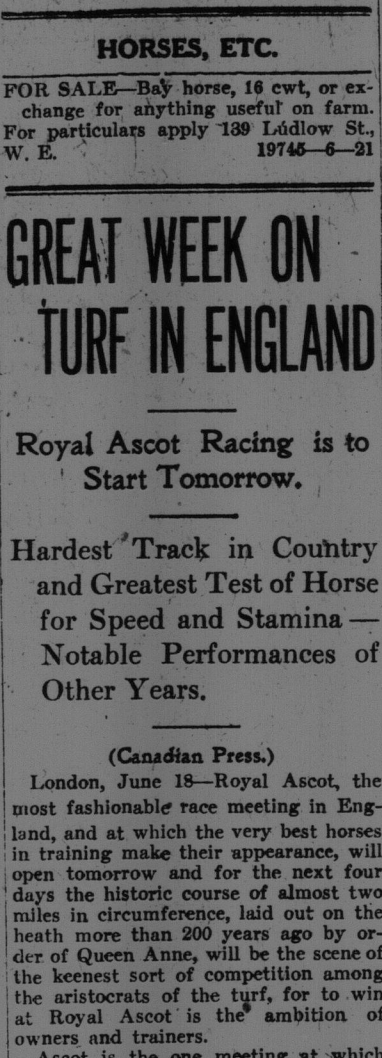 HORSES, ETC.
FOR SALE—Bay horse, 16 cwt, or ex-
change for anything useful on farm.
For particulars apply 139 Ludlow St.,
W. E. 19745—6—21
GREAT WEEK ON
TURF IN ENGLAND
Royal Ascot Racing is to
Start Tomorrow.
Hardest Track in Country
and Greatest Test of Horse
for Speed and Stamina —
Notable Performances of
Other Years.
(Canadian Press.)
London, June 18—Royal Ascot, the
most fashionable race meeting in Eng-
land, and at which the very best horses
in training make their appearance, will
open tomorrow and for the next four
days the historic course of almost two
miles in circumference, laid out on the
heath more than 200 years ago by or-
der of Queen Anne, will be the scene of
the keenest sort of competition among
the aristocrats of the turf, for to win
at Royal Ascot is the ambition of
owners and trainers.
Ascot is the one meeting at which